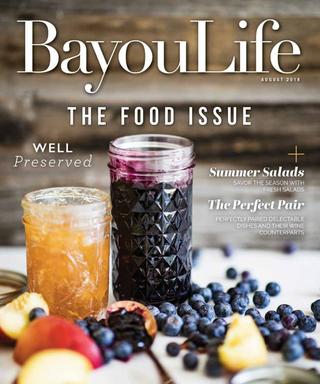 BayouLife
AUGUST 2018
THE FOOD ISSUE
WELL
Preserved
Summer Salads
SAVOR THE SEASON WITH
FRESH SALADS
The Perfect Pair
PERFECTLY PAIRED DELECTABLE
DISHES AND THEIR WINE
COUNTERPARTS